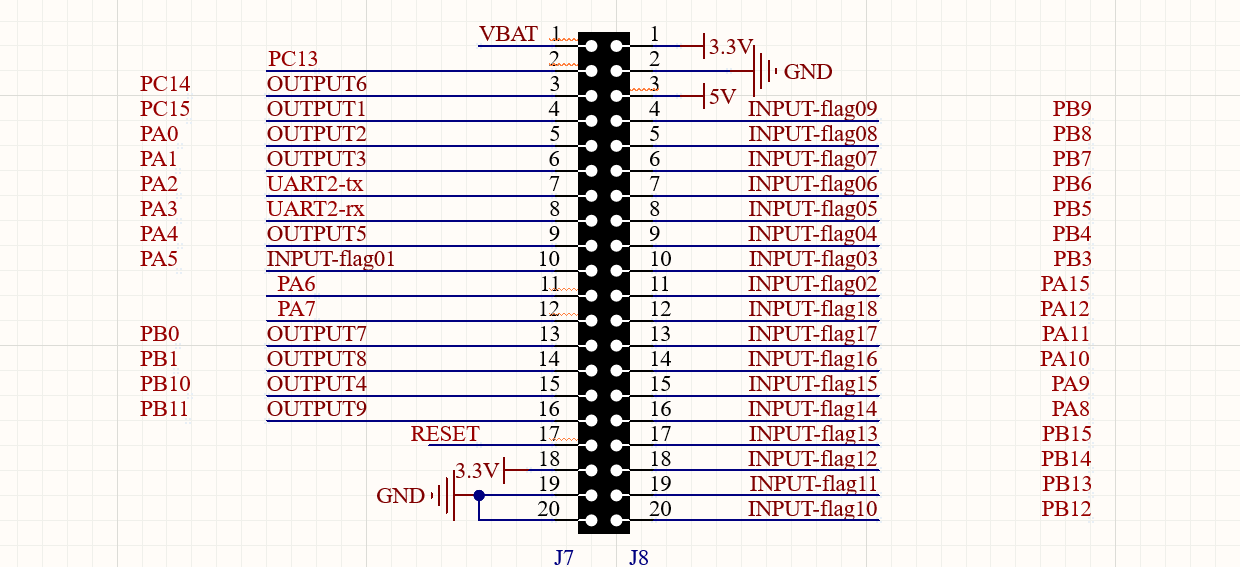 VBAT 1 1 3.3V
PC13 2 2 GND
PC14 OUTPUT6 3 3 5V
PC15 OUTPUT1 4 4 INPUT-flag09 PB9
PA0 OUTPUT2 5 5 INPUT-flag08 PB8
PA1 OUTPUT3 6 6 INPUT-flag07 PB7
PA2 UART2-tx 7 7 INPUT-flag06 PB6
PA3 UART2-rx 8 8 INPUT-flag05 PB5
PA4 OUTPUT5 9 9 INPUT-flag04 PB4
PA5 INPUT-flag01 10 10 INPUT-flag03 PB3
PA6 11 11 INPUT-flag02 PA15
PA7 12 12 INPUT-flag18 PA12
PB0 OUTPUT7 13 13 INPUT-flag17 PA11
PB1 OUTPUT8 14 14 INPUT-flag16 PA10
PB10 OUTPUT4 15 15 INPUT-flag15 PA9
PB11 OUTPUT9 16 16 INPUT-flag14 PA8
RESET 17 17 INPUT-flag13 PB15
3.3V 18 18 INPUT-flag12 PB14
GND 19 19 INPUT-flag11 PB13
20 20 INPUT-flag10 PB12
J7 J8